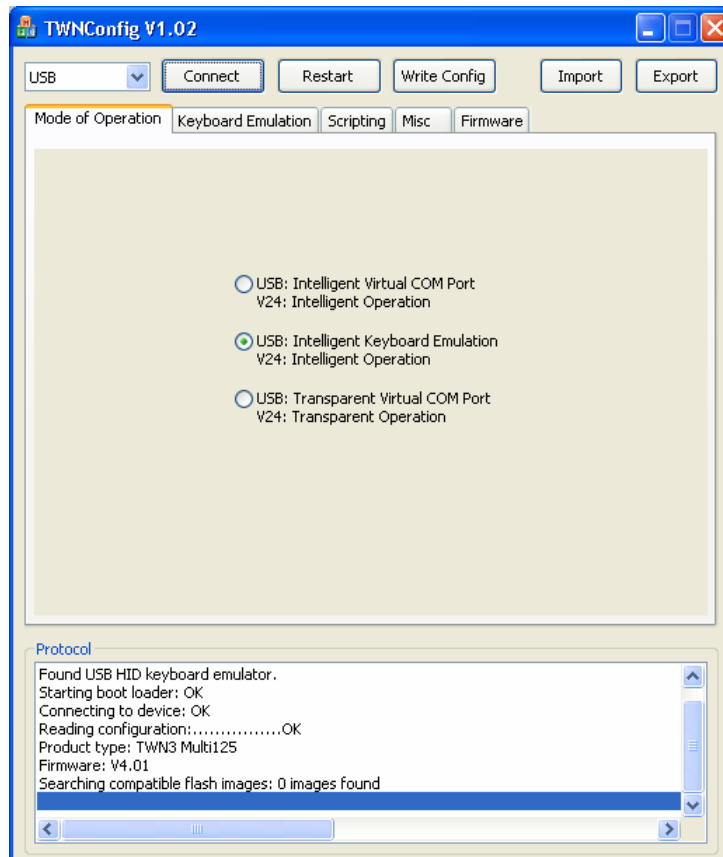 TWNConfig V1.02
USB Connect Restart Write Config Import Export
Mode of Operation Keyboard Emulation Scripting Misc Firmware
USB: Intelligent Virtual COM Port
V24: Intelligent Operation
USB: Intelligent Keyboard Emulation
V24: Intelligent Operation
USB: Transparent Virtual COM Port
V24: Transparent Operation
Protocol
Found USB HID keyboard emulator.
Starting boot loader: OK
Connecting to device: OK
Reading configuration:................OK
Product type: TWN3 Multi125
Firmware: V4.01
Searching compatible flash images: 0 images found